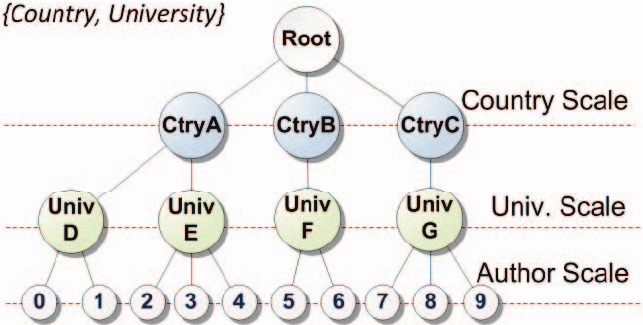 {Country, University}
Root
Country Scale
CtryA CtryB CtryC
Univ. Scale
Univ D
Univ E
Univ F
Univ G
Author Scale
0 1 2 3 4 5 6 7 8 9